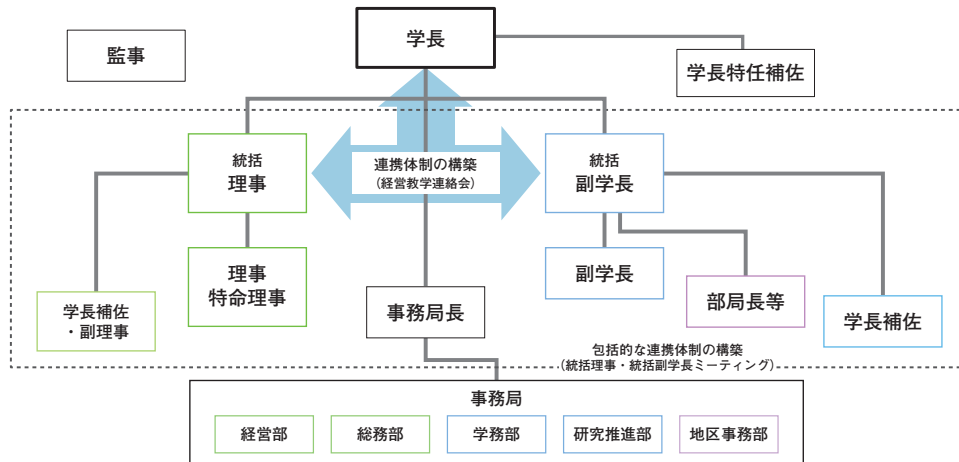 学長
監事
学長特任補佐
統括
理事
連携体制の構築
（経営教学連絡会）
統括
副学長
理事
特命理事
副学長
学長補佐
・副理事
事務局長
部局長等
学長補佐
包括的な連携体制の構築
（統括理事・統括副学長ミーティング）
事務局
経営部
総務部
学務部
研究推進部
地区事務部